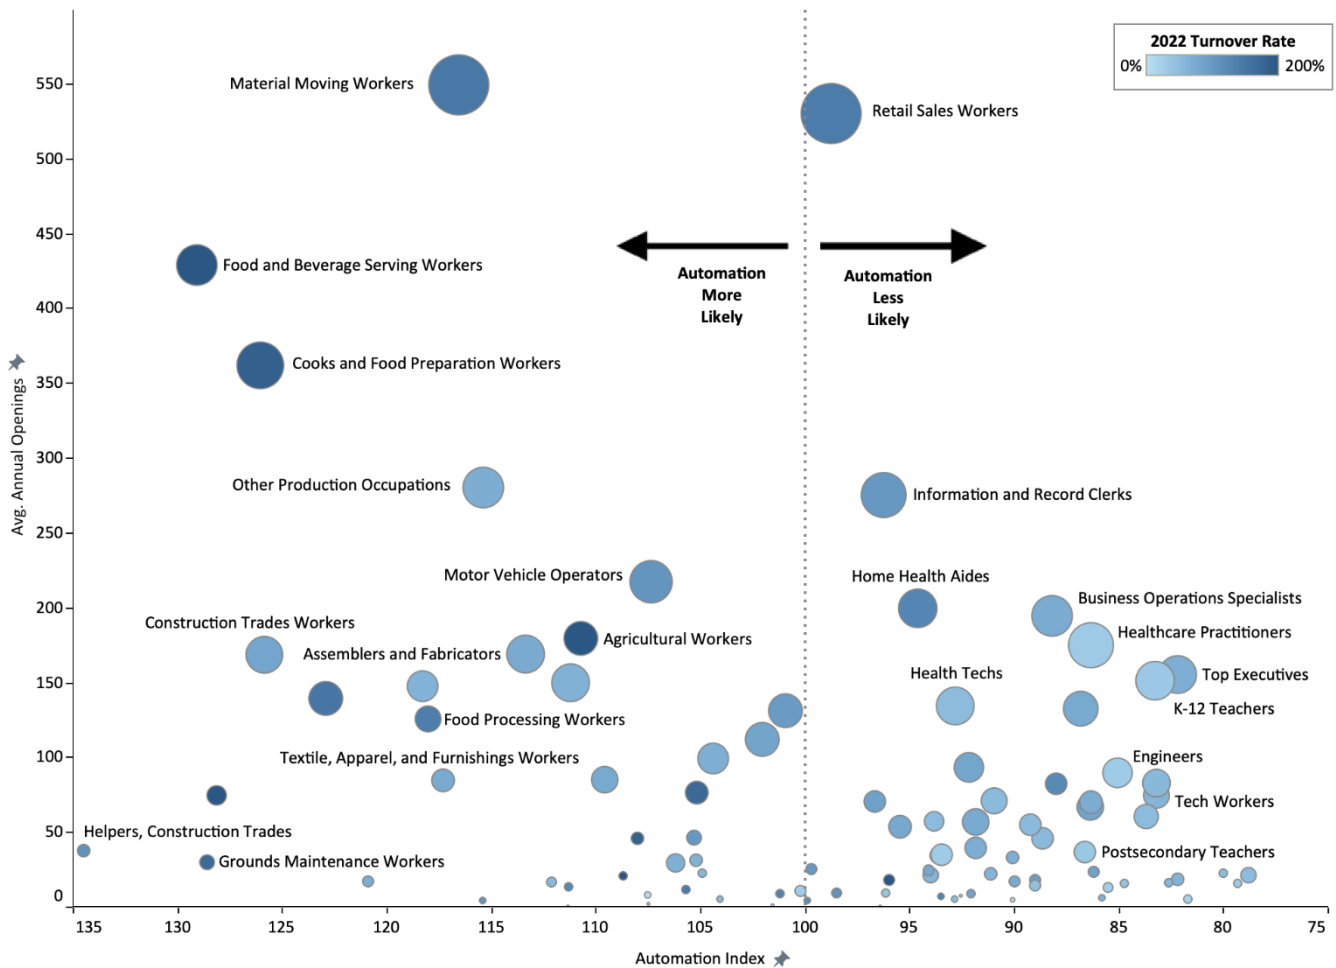 2022 Turnover Rate
0%
200%
550
500
450
400
350
300
250
200
150
100
50
0
Avg. Annual Openings
Material Moving Workers
Retail Sales Workers
Food and Beverage Serving Workers
Automation
More
Likely
Automation
Less
Likely
Cooks and Food Preparation Workers
Other Production Occupations
Information and Record Clerks
Motor Vehicle Operators
Home Health Aides
Business Operations Specialists
Construction Trades Workers
Healthcare Practitioners
Agricultural Workers
Assemblers and Fabricators
Health Techs
Top Executives
K-12 Teachers
Food Processing Workers
Textile, Apparel, and Furnishings Workers
Engineers
Tech Workers
Helpers, Construction Trades
Postsecondary Teachers
Grounds Maintenance Workers
135
130
125
120
115
110
105
100
95
90
85
80
75
Automation Index